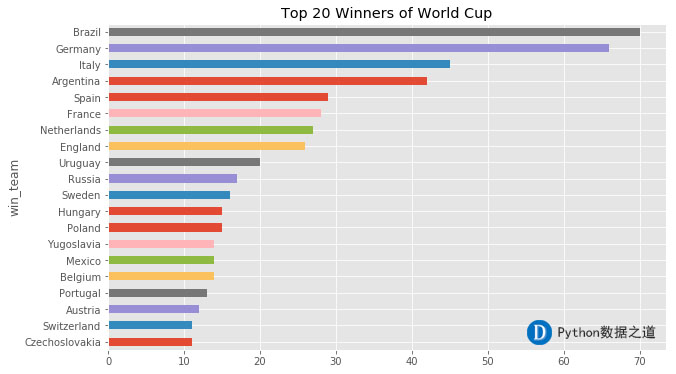 Top 20 Winners of World Cup
win_team
Brazil
Germany
Italy
Argentina
Spain
France
Netherlands
England
Uruguay
Russia
Sweden
Hungary
Poland
Yugoslavia
Mexico
Belgium
Portugal
Austria
Switzerland
Czechoslovakia
D Python数据之道
0 10 20 30 40 50 60 70